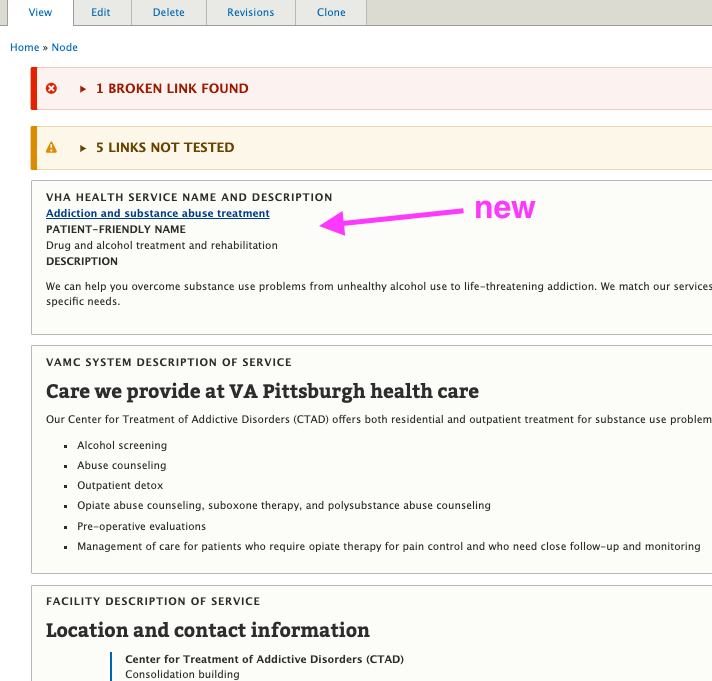 View Edit Delete Revisions Clone
Home » Node
1 BROKEN LINK FOUND
5 LINKS NOT TESTED
VHA HEALTH SERVICE NAME AND DESCRIPTION
new
Addiction and substance abuse treatment
PATIENT-FRIENDLY NAME
Drug and alcohol treatment and rehabilitation
DESCRIPTION
We can help you overcome substance use problems from unhealthy alcohol use to life-threatening addiction. We match our services
specific needs.
VAMC SYSTEM DESCRIPTION OF SERVICE
Care we provide at VA Pittsburgh health care
Our Center for Treatment of Addictive Disorders (CTAD) offers both residential and outpatient treatment for substance use problem
Alcohol screening
Abuse counseling
Outpatient detox
Opiate abuse counseling, suboxone therapy, and polysubstance abuse counseling
Pre-operative evaluations
Management of care for patients who require opiate therapy for pain control and who need close follow-up and monitoring
FACILITY DESCRIPTION OF SERVICE
Location and contact information
Center for Treatment of Addictive Disorders (CTAD)
Consolidation building